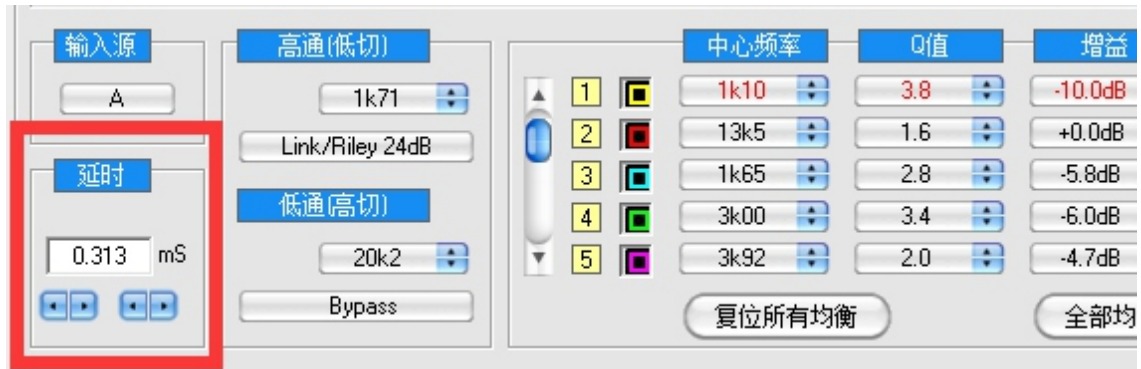 输入源
A
延时
0.313 mS
高通(低切)
1k71
Link/Riley 24dB
低通(高切)
20k2
Bypass
中心频率 Q值 增益
1 1k10 3.8 -10.0dB
2 13k5 1.6 +0.0dB
3 1k65 2.8 -5.8dB
4 3k00 3.4 -6.0dB
5 3k92 2.0 -4.7dB
复位所有均衡 全部均